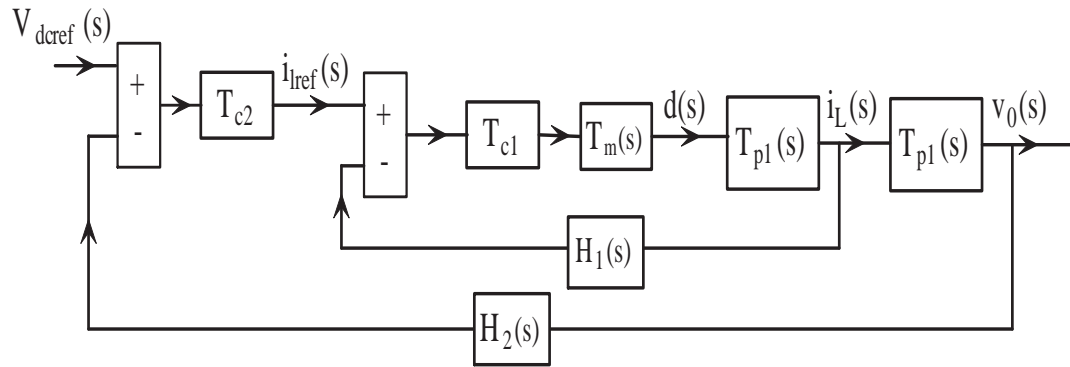 V_dcref (s)
+
-
T_c2
i_lref(s)
+
-
T_c1
T_m(s)
d(s)
T_p1(s)
i_L(s)
T_p1(s)
v_0(s)
H_1(s)
H_2(s)